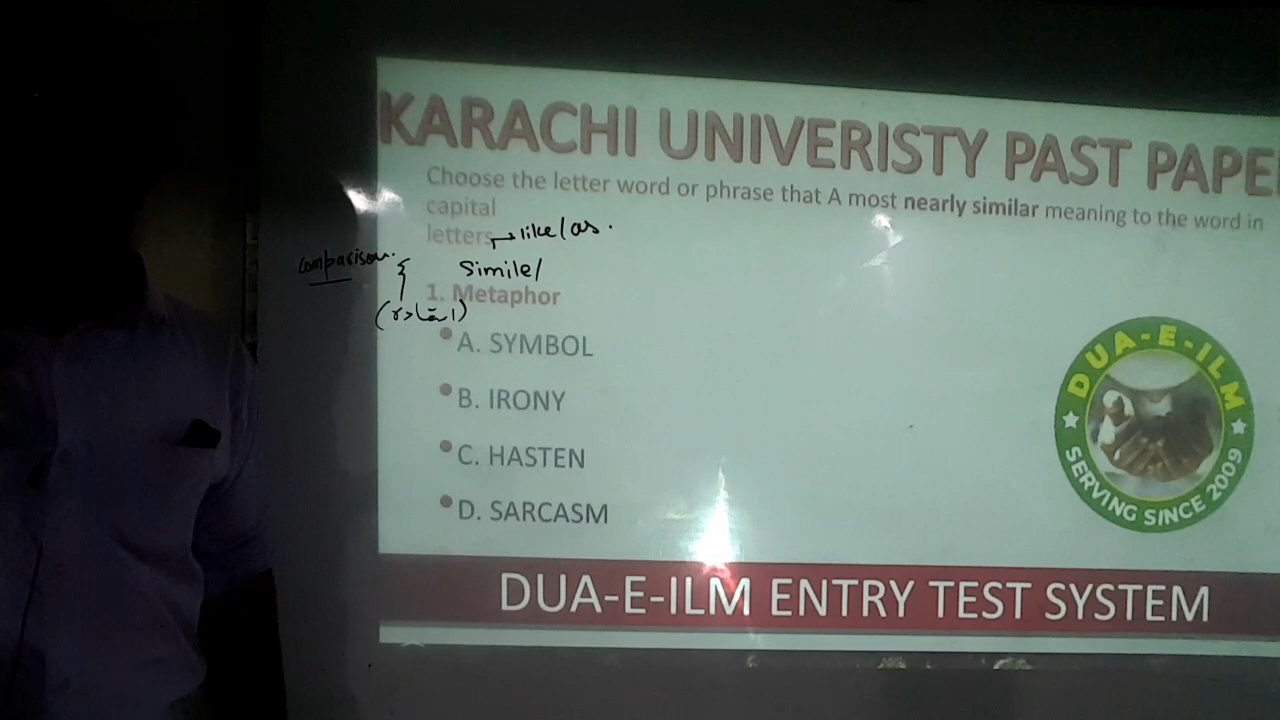 KARACHI UNIVERISTY PAST PAPE
Choose the letter word or phrase that A most nearly similar meaning to the word in
capital
letters → like/as.
comparison.
Simile/
1. Metaphor
• A. SYMBOL
• B. IRONY
• C. HASTEN
• D. SARCASM
DUA-E-ILM
SERVING SINCE 2009
DUA-E-ILM ENTRY TEST SYSTEM